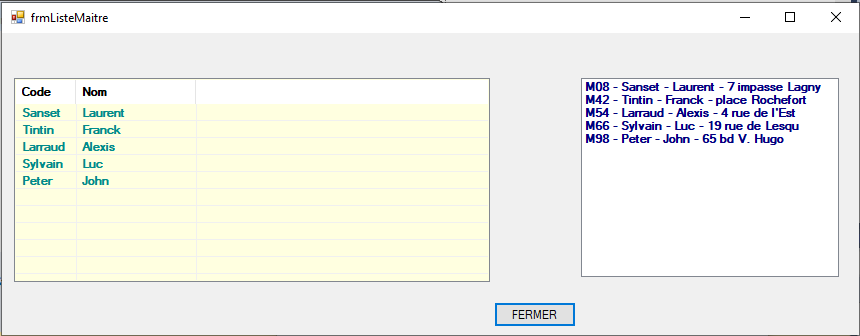 frmListeMaitre
Code Nom
Sanset Laurent
Tintin Franck
Larraud Alexis
Sylvain Luc
Peter John
M08 - Sanset - Laurent - 7 impasse Lagny
M42 - Tintin - Franck - place Rochefort
M54 - Larraud - Alexis - 4 rue de l'Est
M66 - Sylvain - Luc - 19 rue de Lesqu
M98 - Peter - John - 65 bd V. Hugo
FERMER